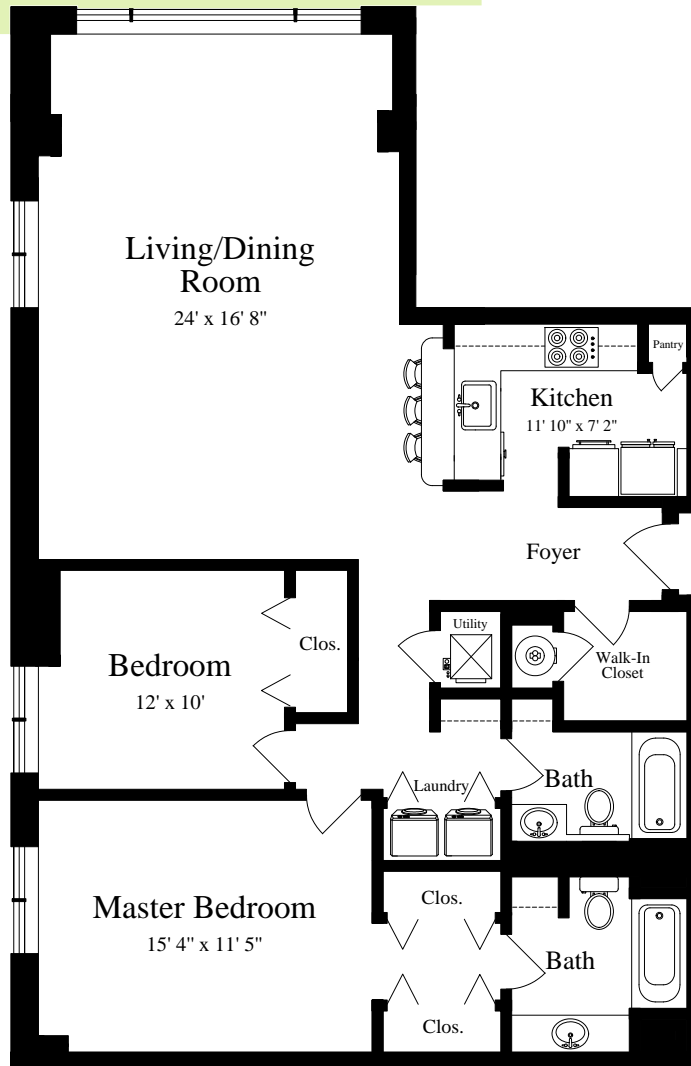 Living/Dining
Room
24' x 16' 8"
Pantry
Kitchen
11' 10" x 7' 2"
Foyer
Utility
Clos.
Walk-In
Closet
Bedroom
12' x 10'
Bath
Laundry
Clos.
Master Bedroom
15' 4" x 11' 5"
Bath
Clos.